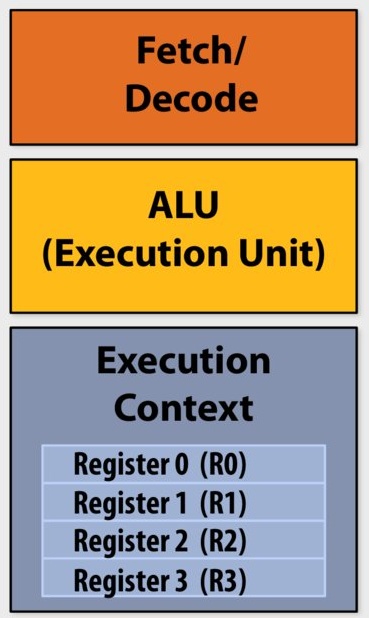 Fetch/
Decode
ALU
(Execution Unit)
Execution
Context
Register 0 (R0)
Register 1 (R1)
Register 2 (R2)
Register 3 (R3)